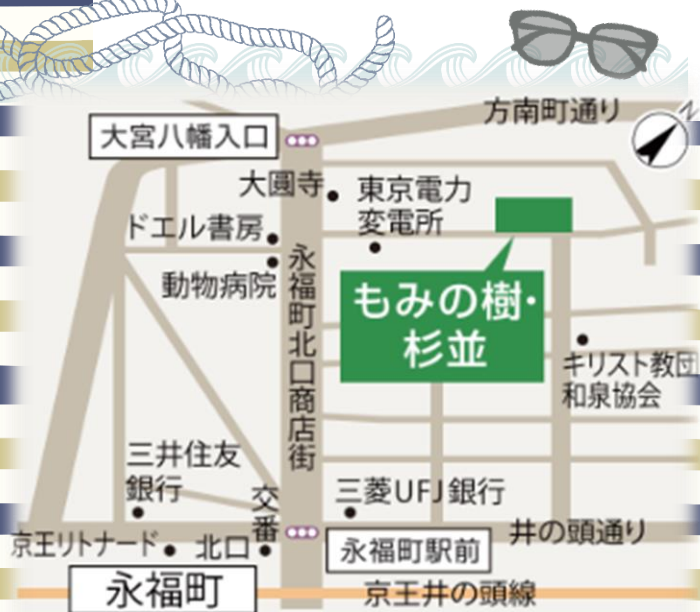 方南町通り
大宮八幡入口
N
大圓寺
東京電力
変電所
ドエル書房
動物病院
永福町北口商店街
もみの樹・
杉並
キリスト教団
和泉協会
三井住友
銀行
交番
三菱UFJ銀行
井の頭通り
京王リトナード
北口
永福町駅前
永福町
京王井の頭線